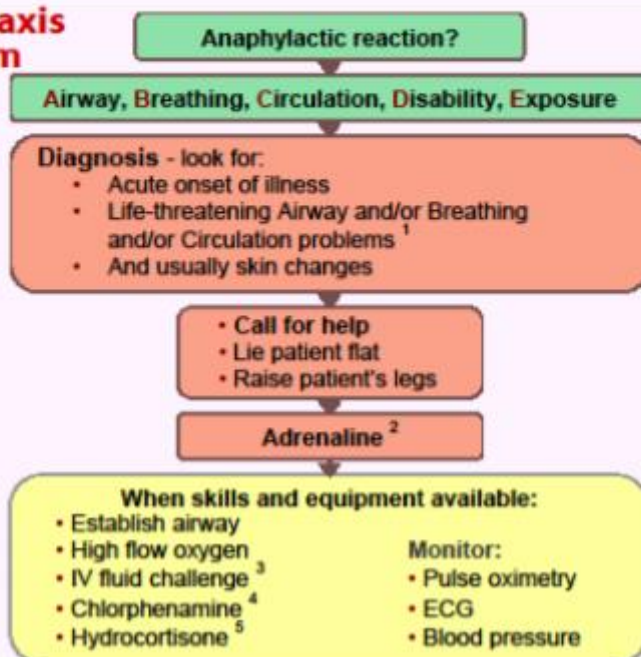 axis
m
Anaphylactic reaction?
Airway, Breathing, Circulation, Disability, Exposure
Diagnosis - look for:
• Acute onset of illness
• Life-threatening Airway and/or Breathing
and/or Circulation problems 1
• And usually skin changes
• Call for help
• Lie patient flat
• Raise patient's legs
Adrenaline 2
When skills and equipment available:
• Establish airway
• High flow oxygen
• IV fluid challenge 3
• Chlorphenamine 4
• Hydrocortisone 5
Monitor:
• Pulse oximetry
• ECG
• Blood pressure